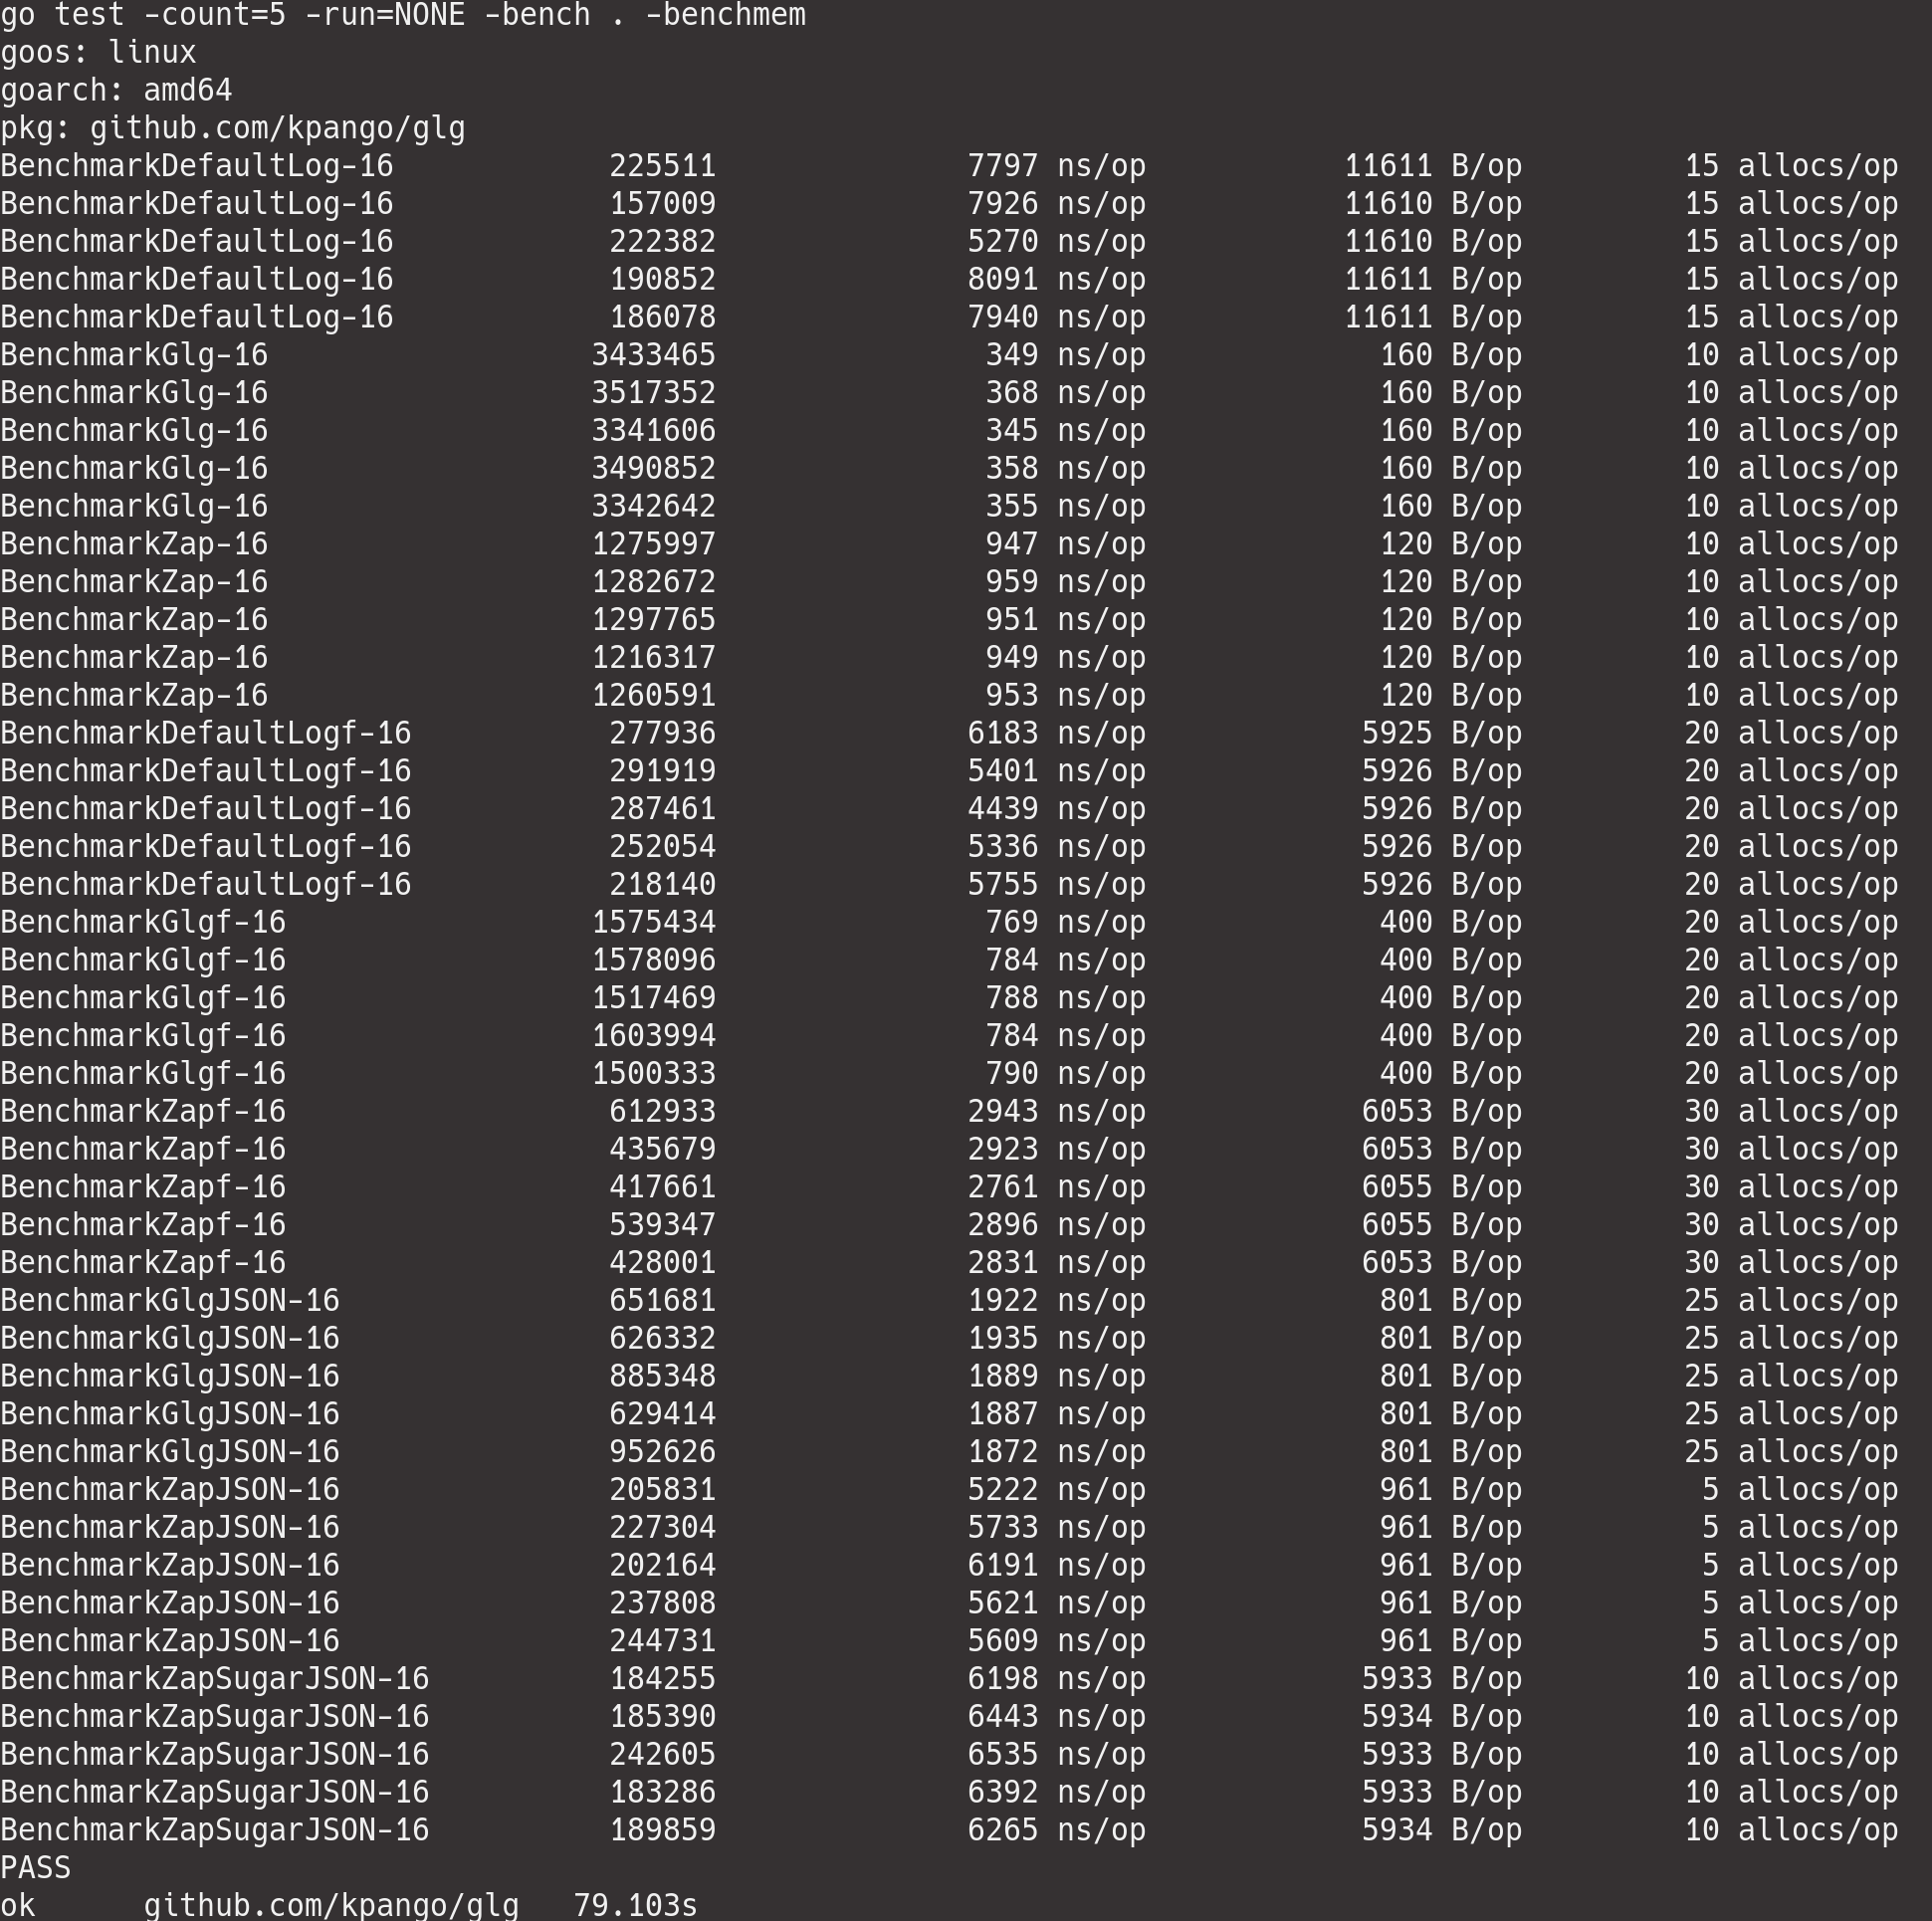 go test -count=5 -run=NONE -bench . -benchmem
goos: linux
goarch: amd64
pkg: github.com/kpango/glg
BenchmarkDefaultLog-16 225511 7797 ns/op 11611 B/op 15 allocs/op
BenchmarkDefaultLog-16 157009 7926 ns/op 11610 B/op 15 allocs/op
BenchmarkDefaultLog-16 222382 5270 ns/op 11610 B/op 15 allocs/op
BenchmarkDefaultLog-16 190852 8091 ns/op 11611 B/op 15 allocs/op
BenchmarkDefaultLog-16 186078 7940 ns/op 11611 B/op 15 allocs/op
BenchmarkGlg-16 3433465 349 ns/op 160 B/op 10 allocs/op
BenchmarkGlg-16 3517352 368 ns/op 160 B/op 10 allocs/op
BenchmarkGlg-16 3341606 345 ns/op 160 B/op 10 allocs/op
BenchmarkGlg-16 3490852 358 ns/op 160 B/op 10 allocs/op
BenchmarkGlg-16 3342642 355 ns/op 160 B/op 10 allocs/op
BenchmarkZap-16 1275997 947 ns/op 120 B/op 10 allocs/op
BenchmarkZap-16 1282672 959 ns/op 120 B/op 10 allocs/op
BenchmarkZap-16 1297765 951 ns/op 120 B/op 10 allocs/op
BenchmarkZap-16 1216317 949 ns/op 120 B/op 10 allocs/op
BenchmarkZap-16 1260591 953 ns/op 120 B/op 10 allocs/op
BenchmarkDefaultLogf-16 277936 6183 ns/op 5925 B/op 20 allocs/op
BenchmarkDefaultLogf-16 291919 5401 ns/op 5926 B/op 20 allocs/op
BenchmarkDefaultLogf-16 287461 4439 ns/op 5926 B/op 20 allocs/op
BenchmarkDefaultLogf-16 252054 5336 ns/op 5926 B/op 20 allocs/op
BenchmarkDefaultLogf-16 218140 5755 ns/op 5926 B/op 20 allocs/op
BenchmarkGlgf-16 1575434 769 ns/op 400 B/op 20 allocs/op
BenchmarkGlgf-16 1578096 784 ns/op 400 B/op 20 allocs/op
BenchmarkGlgf-16 1517469 788 ns/op 400 B/op 20 allocs/op
BenchmarkGlgf-16 1603994 784 ns/op 400 B/op 20 allocs/op
BenchmarkGlgf-16 1500333 790 ns/op 400 B/op 20 allocs/op
BenchmarkZapf-16 612933 2943 ns/op 6053 B/op 30 allocs/op
BenchmarkZapf-16 435679 2923 ns/op 6053 B/op 30 allocs/op
BenchmarkZapf-16 417661 2761 ns/op 6055 B/op 30 allocs/op
BenchmarkZapf-16 539347 2896 ns/op 6055 B/op 30 allocs/op
BenchmarkZapf-16 428001 2831 ns/op 6053 B/op 30 allocs/op
BenchmarkGlgJSON-16 651681 1922 ns/op 801 B/op 25 allocs/op
BenchmarkGlgJSON-16 626332 1935 ns/op 801 B/op 25 allocs/op
BenchmarkGlgJSON-16 885348 1889 ns/op 801 B/op 25 allocs/op
BenchmarkGlgJSON-16 629414 1887 ns/op 801 B/op 25 allocs/op
BenchmarkGlgJSON-16 952626 1872 ns/op 801 B/op 25 allocs/op
BenchmarkZapJSON-16 205831 5222 ns/op 961 B/op 5 allocs/op
BenchmarkZapJSON-16 227304 5733 ns/op 961 B/op 5 allocs/op
BenchmarkZapJSON-16 202164 6191 ns/op 961 B/op 5 allocs/op
BenchmarkZapJSON-16 237808 5621 ns/op 961 B/op 5 allocs/op
BenchmarkZapJSON-16 244731 5609 ns/op 961 B/op 5 allocs/op
BenchmarkZapSugarJSON-16 184255 6198 ns/op 5933 B/op 10 allocs/op
BenchmarkZapSugarJSON-16 185390 6443 ns/op 5934 B/op 10 allocs/op
BenchmarkZapSugarJSON-16 242605 6535 ns/op 5933 B/op 10 allocs/op
BenchmarkZapSugarJSON-16 183286 6392 ns/op 5933 B/op 10 allocs/op
BenchmarkZapSugarJSON-16 189859 6265 ns/op 5934 B/op 10 allocs/op
PASS
ok github.com/kpango/glg 79.103s